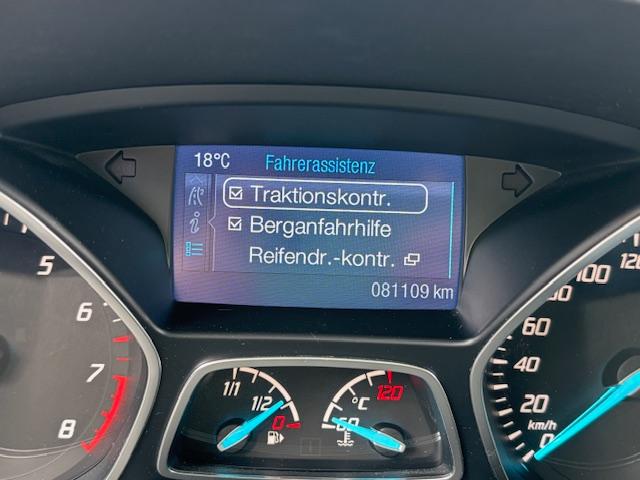 18°C Fahrerassistenz
Traktionskontr.
Berganfahrhilfe
i
Reifendr.-kontr.
081109 km
5
6
7
8
1/1
1/2
0
60
°C
120
0
20
40
60
80
100
120
km/h